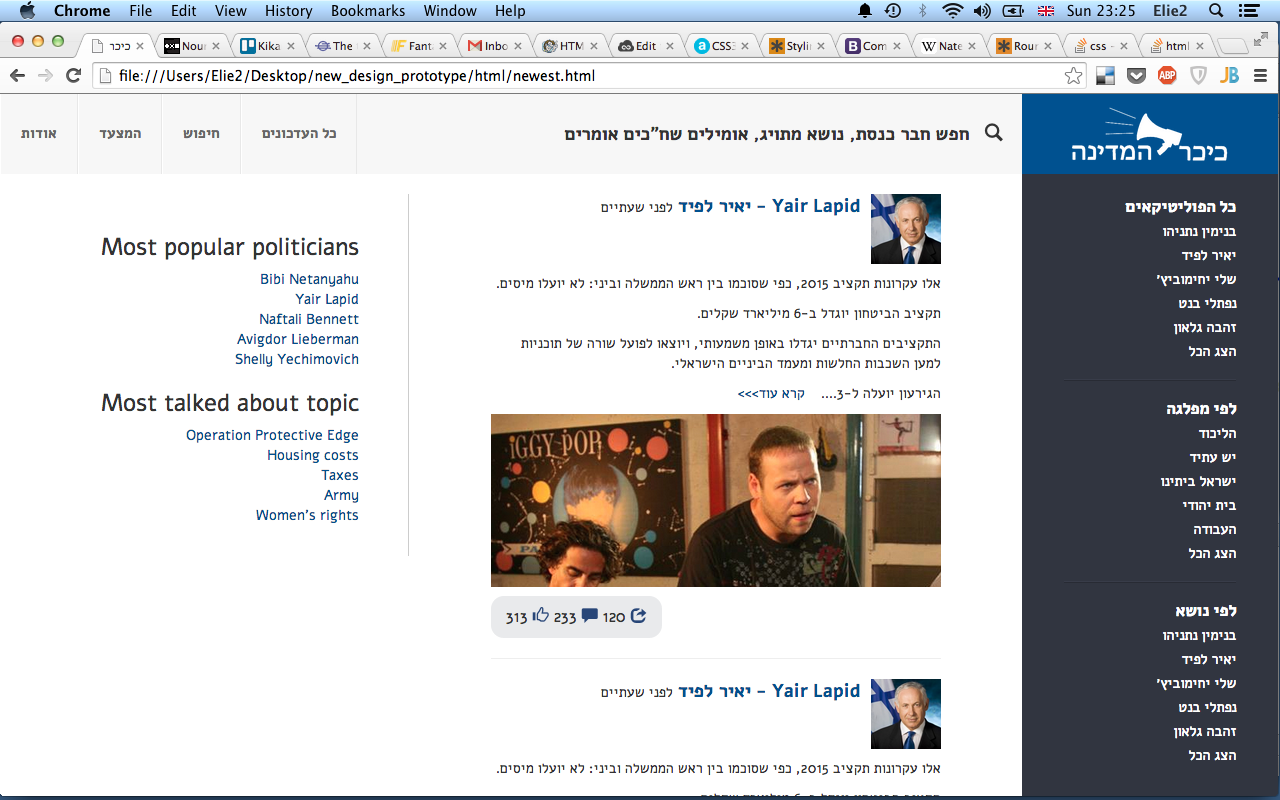 Chrome File Edit View History Bookmarks Window Help Sun 23:25 Elie2
כיכר Nour Kika The Fant Inbo HTM Edit CSS3 Stylin Com Nate Rour css - html
file:///Users/Elie2/Desktop/new_design_prototype/html/newest.html
ABP JB
כיכר המדינה
חפש חבר כנסת, נושא מתויג, אומילים שח"כים אומרים
כל העדכונים
חיפוש
המצעד
אודות
כל הפוליטיקאים
בנימין נתניהו
יאיר לפיד
שלי יחימוביץ'
נפתלי בנט
זהבה גלאון
הצג הכל
לפי מפלגה
הליכוד
יש עתיד
ישראל ביתינו
בית יהודי
העבודה
הצג הכל
לפי נושא
בנימין נתניהו
יאיר לפיד
שלי יחימוביץ'
נפתלי בנט
זהבה גלאון
הצג הכל
יאיר לפיד - Yair Lapid לפני שעתיים
אלו עקרונות תקציב 2015, כפי שסוכמו בין ראש הממשלה וביני: לא יועלו מיסים.
תקציב הביטחון יוגדל ב-6 מיליארד שקלים.
התקציבים החברתיים יגדלו באופן משמעותי, ויוצאו לפועל שורה של תוכניות
למען השכבות החלשות ומעמד הביניים הישראלי.
הגירעון יועלה ל-3.... קרא עוד>>>
IGGY POP
313 233 120
יאיר לפיד - Yair Lapid לפני שעתיים
אלו עקרונות תקציב 2015, כפי שסוכמו בין ראש הממשלה וביני: לא יועלו מיסים.
Most popular politicians
Bibi Netanyahu
Yair Lapid
Naftali Bennett
Avigdor Lieberman
Shelly Yechimovich
Most talked about topic
Operation Protective Edge
Housing costs
Taxes
Army
Women's rights